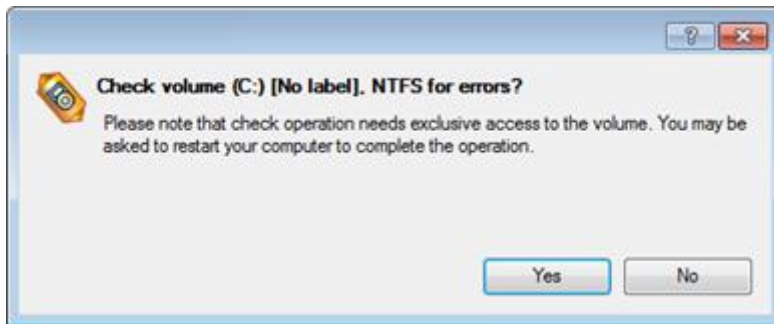 Check volume (C:) [No label], NTFS for errors?
Please note that check operation needs exclusive access to the volume. You may be
asked to restart your computer to complete the operation.
Yes
No